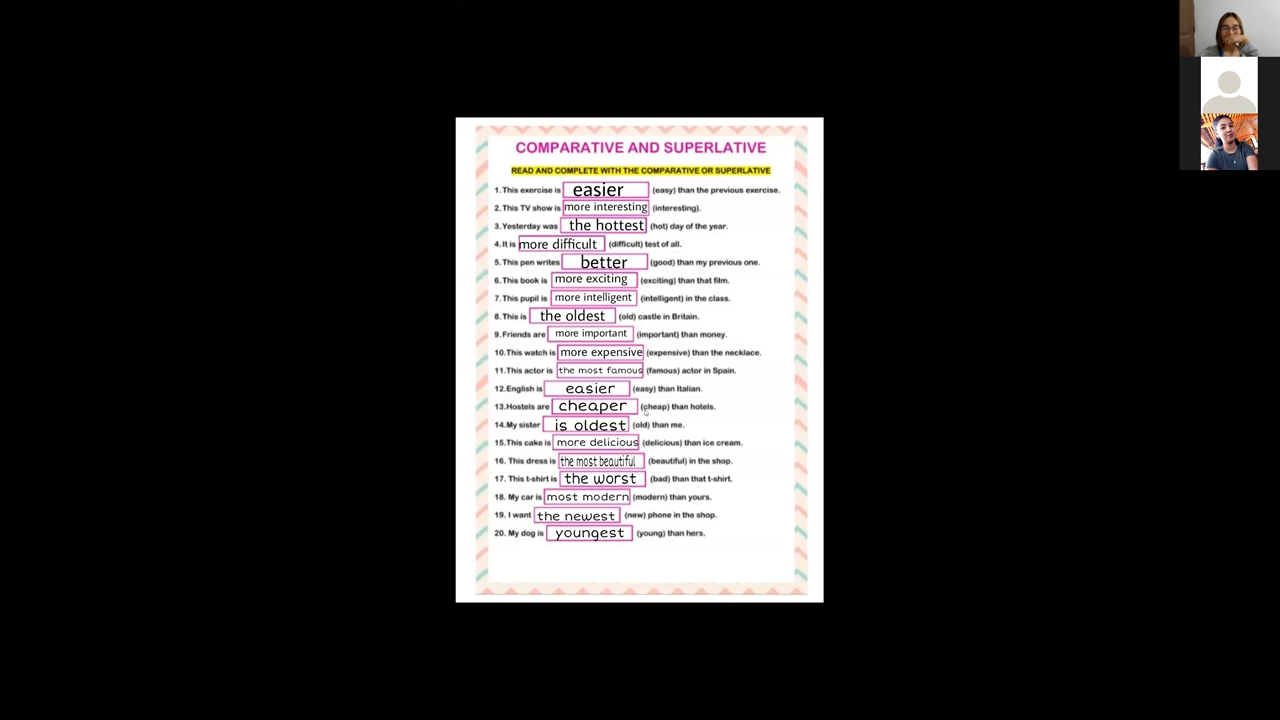 COMPARATIVE AND SUPERLATIVE
READ AND COMPLETE WITH THE COMPARATIVE OR SUPERLATIVE
1. This exercise is easier (easy) than the previous exercise.
2. This TV show is more interesting (interesting).
3. Yesterday was the hottest (hot) day of the year.
4. It is more difficult (difficult) test of all.
5. This pen writes better (good) than my previous one.
6. This book is more exciting (exciting) than that film.
7. This pupil is more intelligent (intelligent) in the class.
8. This is the oldest (old) castle in Britain.
9. Friends are more important (important) than money.
10. This watch is more expensive (expensive) than the necklace.
11. This actor is the most famous (famous) actor in Spain.
12. English is easier (easy) than Italian.
13. Hostels are cheaper (cheap) than hotels.
14. My sister is oldest (old) than me.
15. This cake is more delicious (delicious) than ice cream.
16. This dress is the most beautiful (beautiful) in the shop.
17. This t-shirt is the worst (bad) than that t-shirt.
18. My car is most modern (modern) than yours.
19. I want the newest (new) phone in the shop.
20. My dog is youngest (young) than hers.